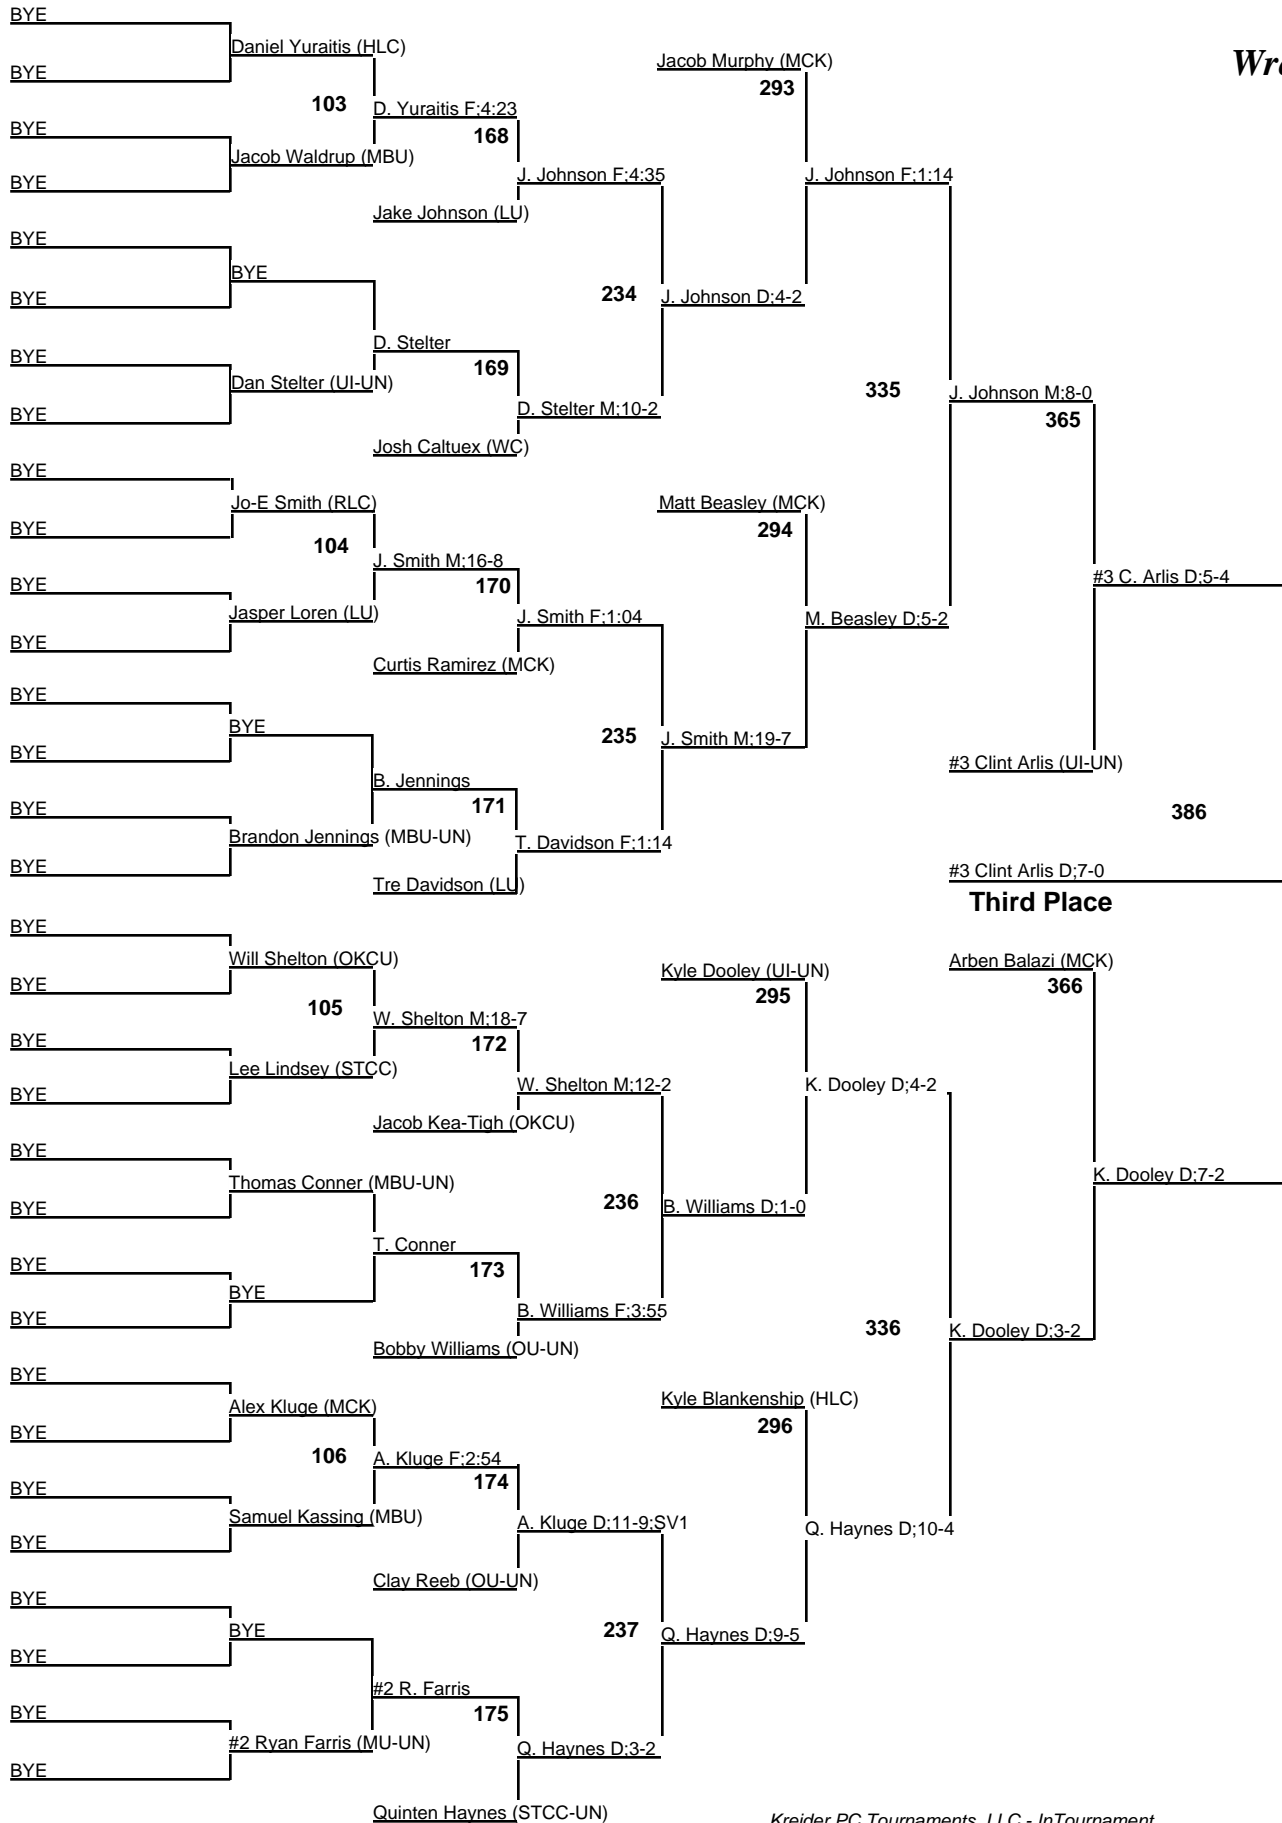 BYE
Daniel Yuraitis (HLC)
BYE
103
D. Yuraitis F;4:23
BYE
Jacob Waldrup (MBU)
BYE
168
J. Johnson F;4:35
Jake Johnson (LU)
Jacob Murphy (MCK)
293
J. Johnson F;1:14
BYE
BYE
BYE
234
J. Johnson D;4-2
D. Stelter
BYE
Dan Stelter (UI-UN)
BYE
169
D. Stelter M;10-2
Josh Caltuex (WC)
335
J. Johnson M;8-0
365
BYE
Jo-E Smith (RLC)
BYE
104
J. Smith M;16-8
BYE
Jasper Loren (LU)
BYE
170
J. Smith F;1:04
Curtis Ramirez (MCK)
Matt Beasley (MCK)
294
M. Beasley D;5-2
#3 C. Arlis D;5-4
BYE
BYE
BYE
235
J. Smith M;19-7
B. Jennings
BYE
Brandon Jennings (MBU-UN)
BYE
171
T. Davidson F;1:14
Tre Davidson (LU)
#3 Clint Arlis (UI-UN)
386
#3 Clint Arlis D;7-0
Third Place
BYE
Will Shelton (OKCU)
BYE
105
W. Shelton M;18-7
BYE
Lee Lindsey (STCC)
BYE
172
W. Shelton M;12-2
Jacob Kea-Tigh (OKCU)
Kyle Dooley (UI-UN)
295
K. Dooley D;4-2
Arben Balazi (MCK)
366
K. Dooley D;7-2
BYE
Thomas Conner (MBU-UN)
BYE
236
B. Williams D;1-0
T. Conner
BYE
BYE
BYE
173
B. Williams F;3:55
Bobby Williams (OU-UN)
336
K. Dooley D;3-2
BYE
Alex Kluge (MCK)
BYE
106
A. Kluge F;2:54
BYE
Samuel Kassing (MBU)
BYE
174
A. Kluge D;11-9;SV1
Clay Reeb (OU-UN)
Kyle Blankenship (HLC)
296
Q. Haynes D;10-4
BYE
BYE
BYE
237
Q. Haynes D;9-5
#2 R. Farris
BYE
#2 Ryan Farris (MU-UN)
BYE
175
Q. Haynes D;3-2
Quinten Haynes (STCC-UN)
Kreider PC Tournaments, LLC - InTournament